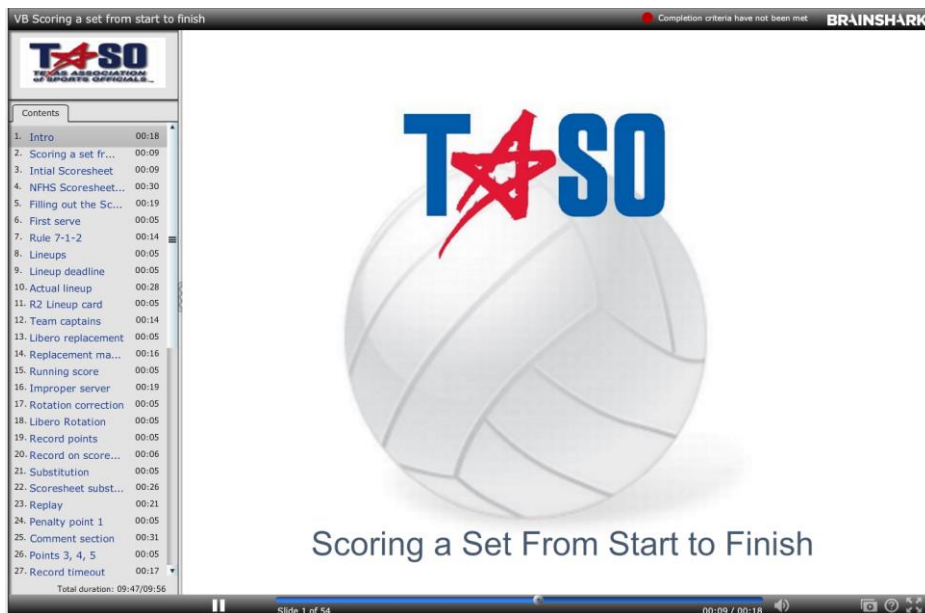 VB Scoring a set from start to finish
Completion criteria have not been met
BRAINSHARK
TASO
TEXAS ASSOCIATION
of SPORTS OFFICIALS
Contents
1. Intro 00:18
2. Scoring a set fr... 00:09
3. Intial Scoresheet 00:09
4. NFHS Scoresheet... 00:30
5. Filling out the Sc... 00:19
6. First serve 00:05
7. Rule 7-1-2 00:14
8. Lineups 00:05
9. Lineup deadline 00:05
10. Actual lineup 00:28
11. R2 Lineup card 00:05
12. Team captains 00:14
13. Libero replacement 00:05
14. Replacement ma... 00:16
15. Running score 00:05
16. Improper server 00:19
17. Rotation correction 00:05
18. Libero Rotation 00:05
19. Record points 00:05
20. Record on score... 00:06
21. Substitution 00:05
22. Scoresheet subst... 00:26
23. Replay 00:21
24. Penalty point 1 00:05
25. Comment section 00:31
26. Points 3, 4, 5 00:05
27. Record timeout 00:17
Total duration: 09:47/09:56
TASO
Scoring a Set From Start to Finish
Slide 1 of 54
00:09 / 00:18